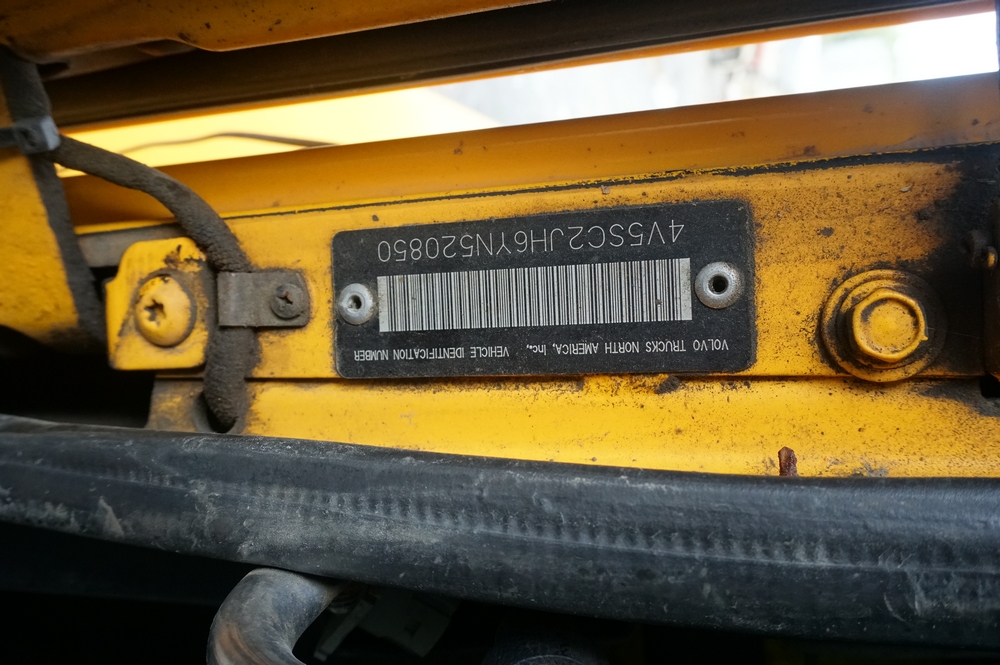 VOLVO TRUCKS NORTH AMERICA, Inc., VEHICLE IDENTIFICATION NUMBER
4V5SC2JH6YN520850